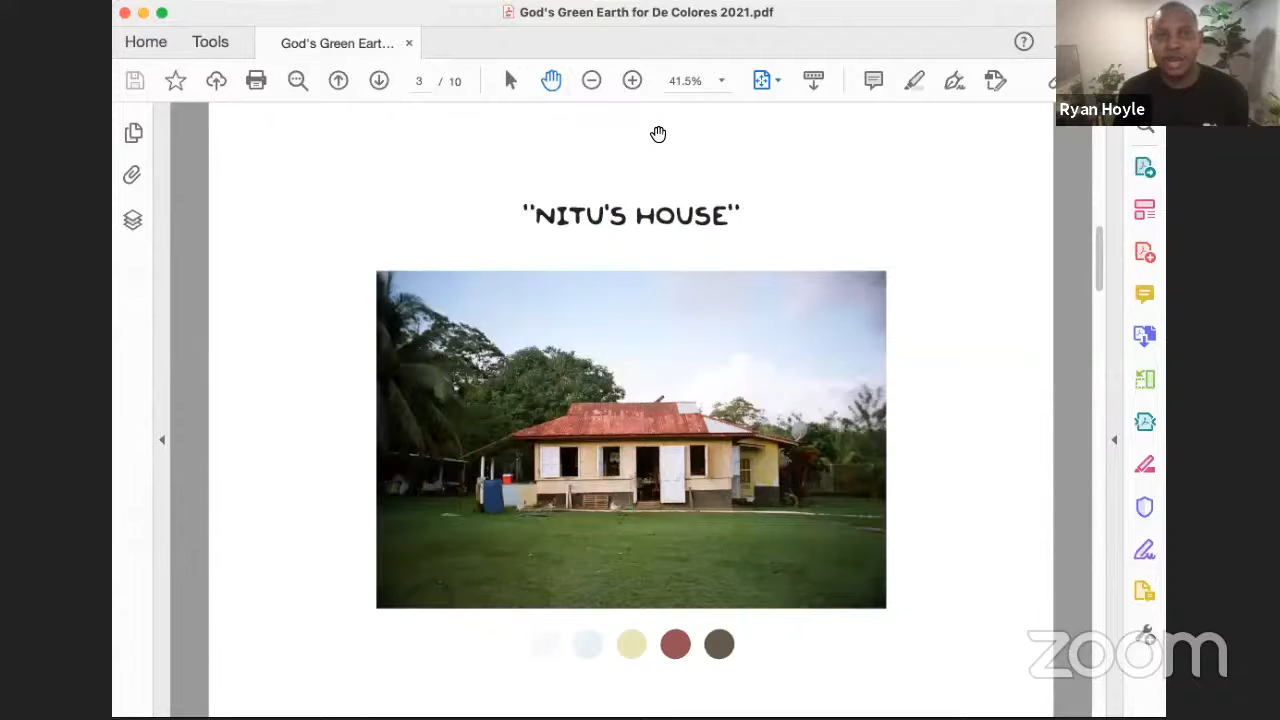 God's Green Earth for De Colores 2021.pdf
Home
Tools
God's Green Eart... ×
3 / 10
41.5%
Ryan Hoyle
"NITU'S HOUSE"
zoom